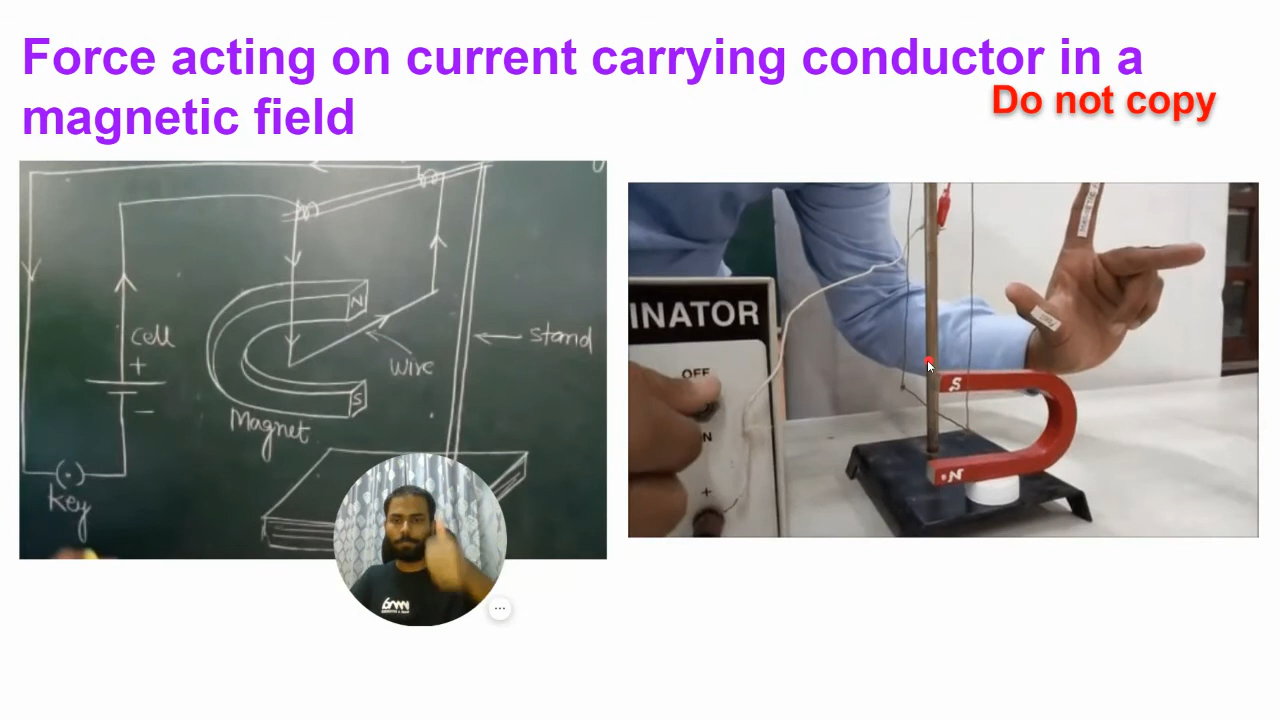 Force acting on current carrying conductor in a
magnetic field
Do not copy
N
cell
+
−
stand
Wire
S
Magnet
Key
INATOR
OFF
+
S
N